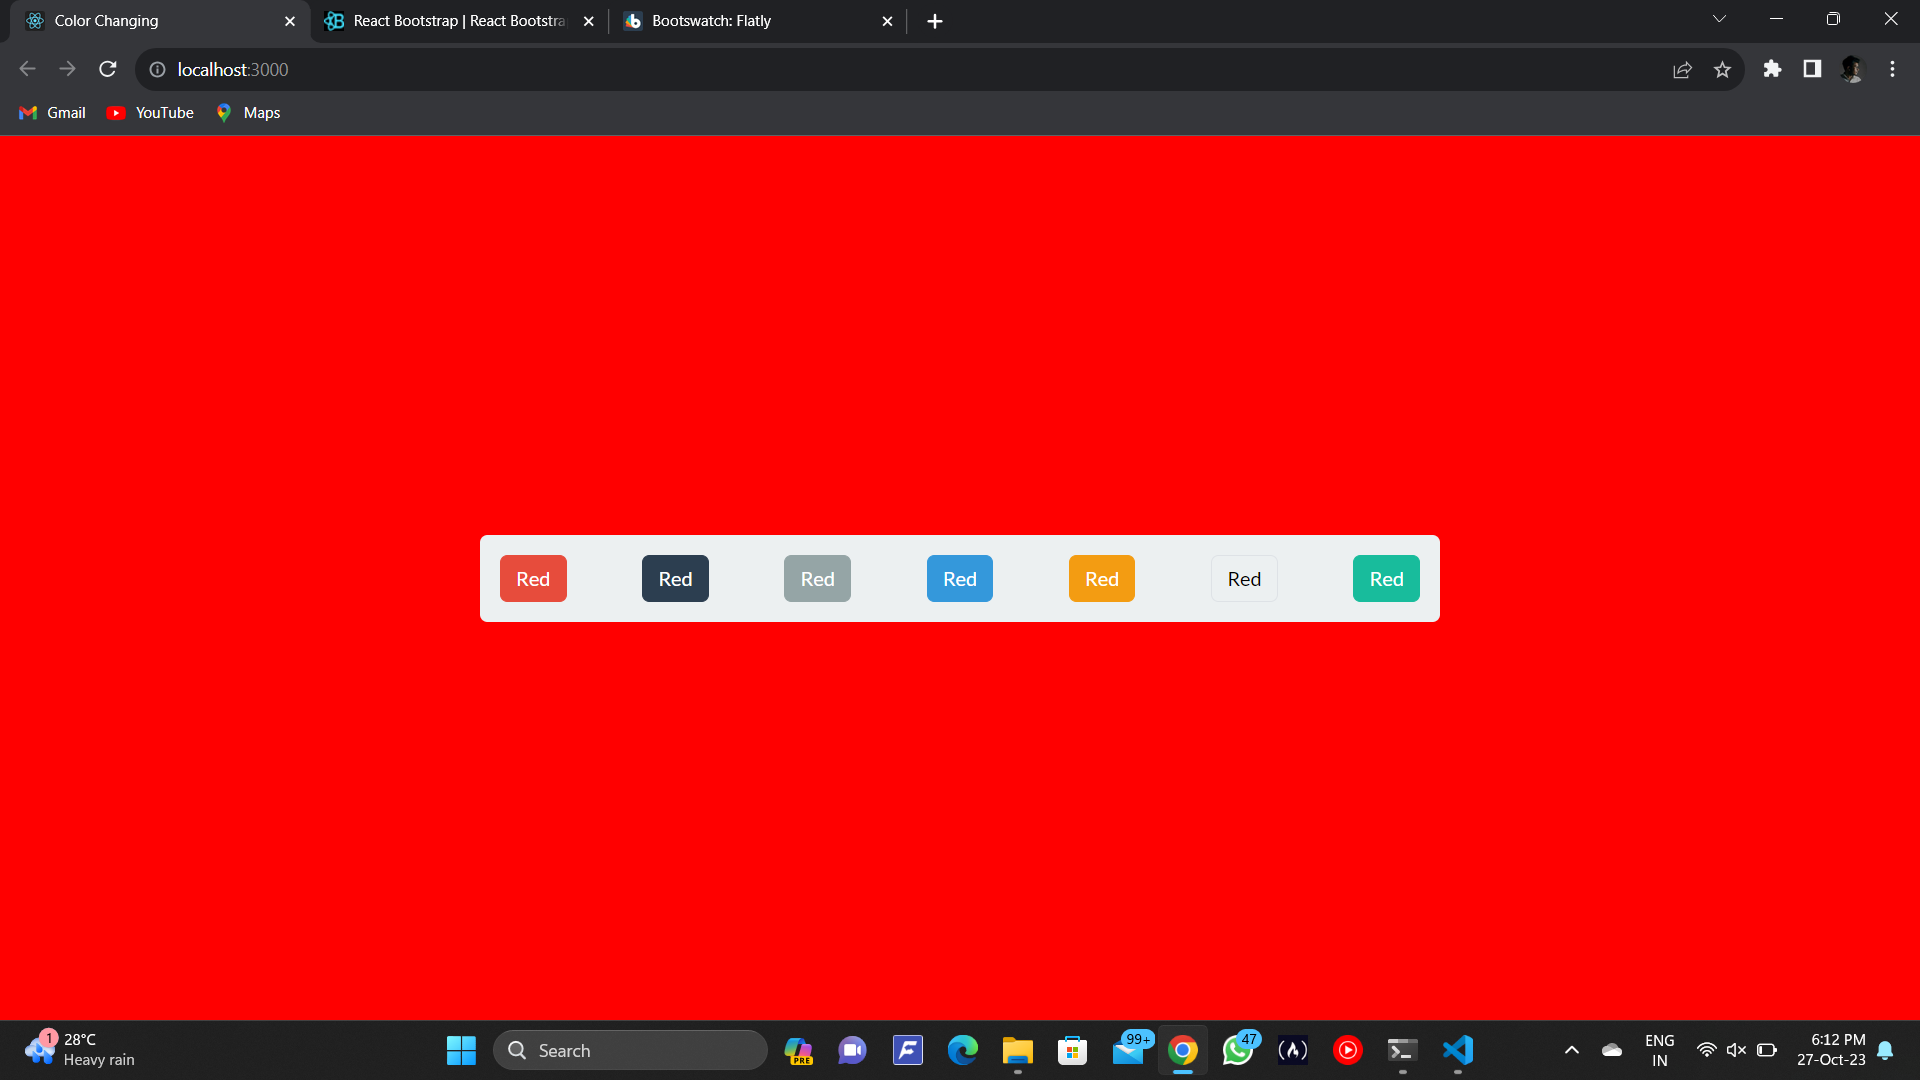 Color Changing
React Bootstrap | React Bootstra
Bootswatch: Flatly
localhost:3000
Gmail YouTube Maps
Red Red Red Red Red Red Red
1 28°C
Heavy rain
Search
PRE
99+
47
ENG
IN
6:12 PM
27-Oct-23